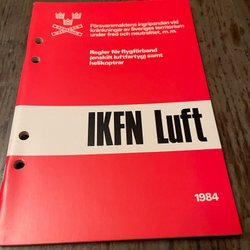 Försvarsmaktens ingripanden vid
kränkningar av Sveriges territorium
under fred och neutralitet, m.m.
Regler för flygförband
(enskilt luftfartyg) samt
helikoptrar
IKFN Luft
1984